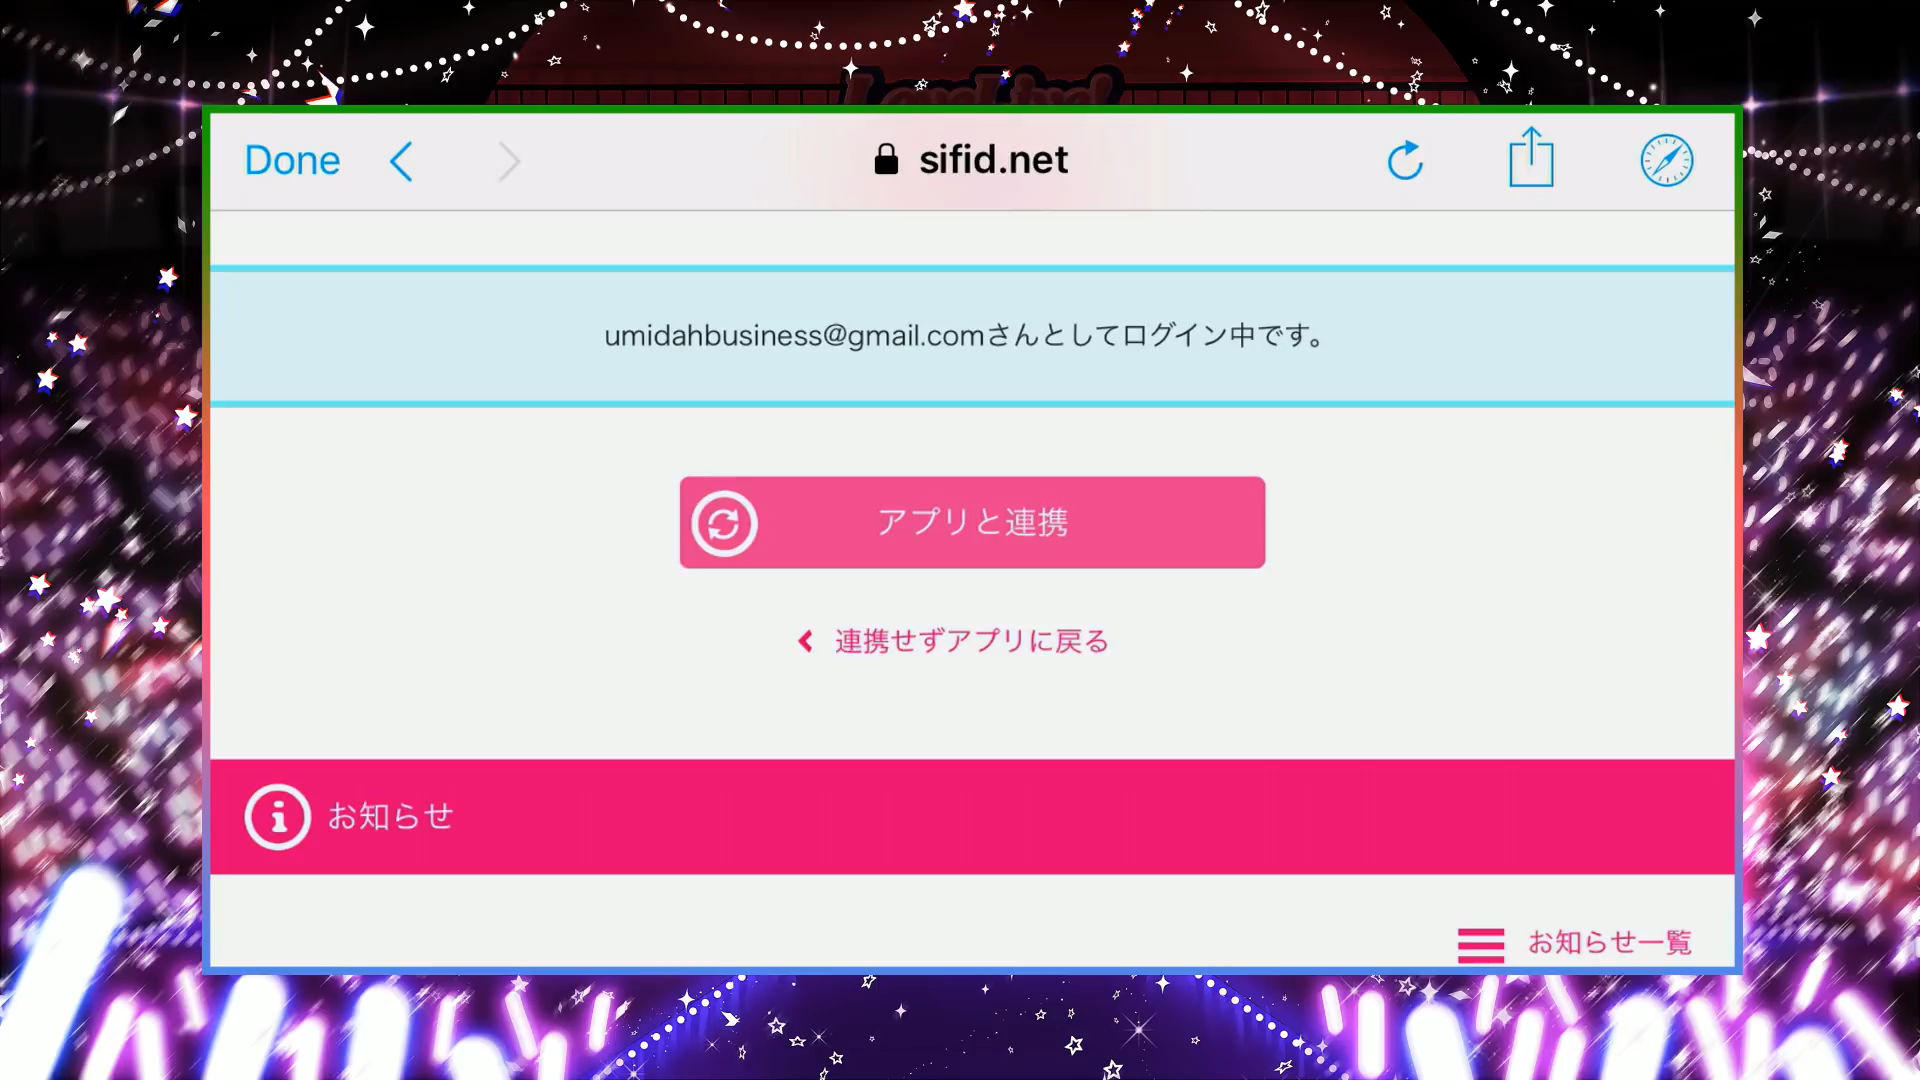 Done
sifid.net
umidahbusiness@gmail.comさんとしてログイン中です。
アプリと連携
連携せずアプリに戻る
お知らせ
お知らせ一覧